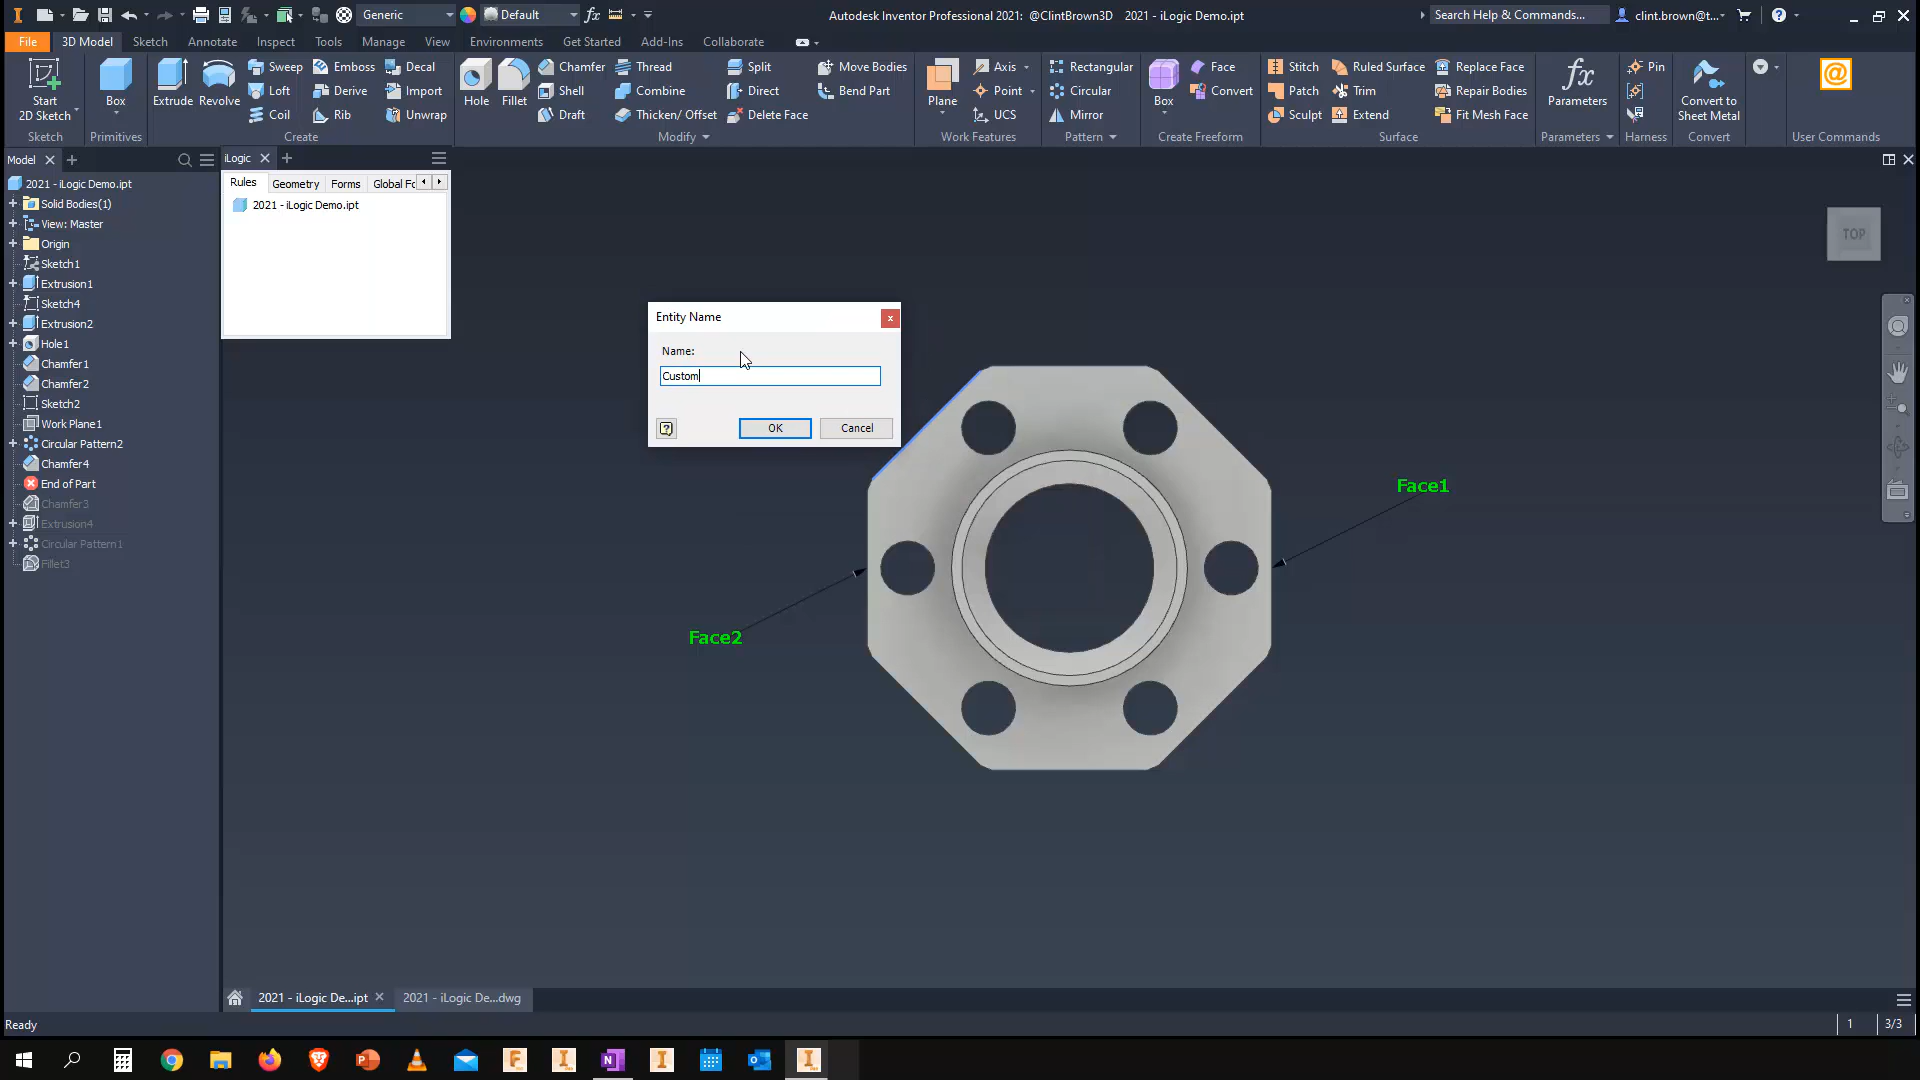 Generic
Default
Autodesk Inventor Professional 2021: @ClintBrown3D 2021 - iLogic Demo.ipt
Search Help & Commands...
clint.brown@t...
File 3D Model Sketch Annotate Inspect Tools Manage View Environments Get Started Add-Ins Collaborate
Start 2D Sketch
Sketch
Box
Primitives
Extrude Revolve
Sweep Emboss Decal
Loft Derive Import
Coil Rib Unwrap
Create
Hole Fillet
Chamfer Thread Split Move Bodies
Shell Combine Direct Bend Part
Draft Thicken/ Offset Delete Face
Modify
Plane
Axis
Point
UCS
Work Features
Rectangular
Circular
Mirror
Pattern
Box
Face
Convert
Create Freeform
Stitch Ruled Surface Replace Face
Patch Trim Repair Bodies
Sculpt Extend Fit Mesh Face
Surface
fx
Parameters
Parameters
Pin
Harness
Convert to Sheet Metal
Convert
@
User Commands
Model
2021 - iLogic Demo.ipt
Solid Bodies(1)
View: Master
Origin
Sketch1
Extrusion1
Sketch4
Extrusion2
Hole1
Chamfer1
Chamfer2
Sketch2
Work Plane1
Circular Pattern2
Chamfer4
End of Part
Chamfer3
Extrusion4
Circular Pattern1
Fillet3
iLogic
Rules Geometry Forms Global Fo
2021 - iLogic Demo.ipt
Entity Name
Name:
Custom
OK Cancel
TOP
Face1
Face2
2021 - iLogic De...ipt 2021 - iLogic De...dwg
Ready
1 3/3